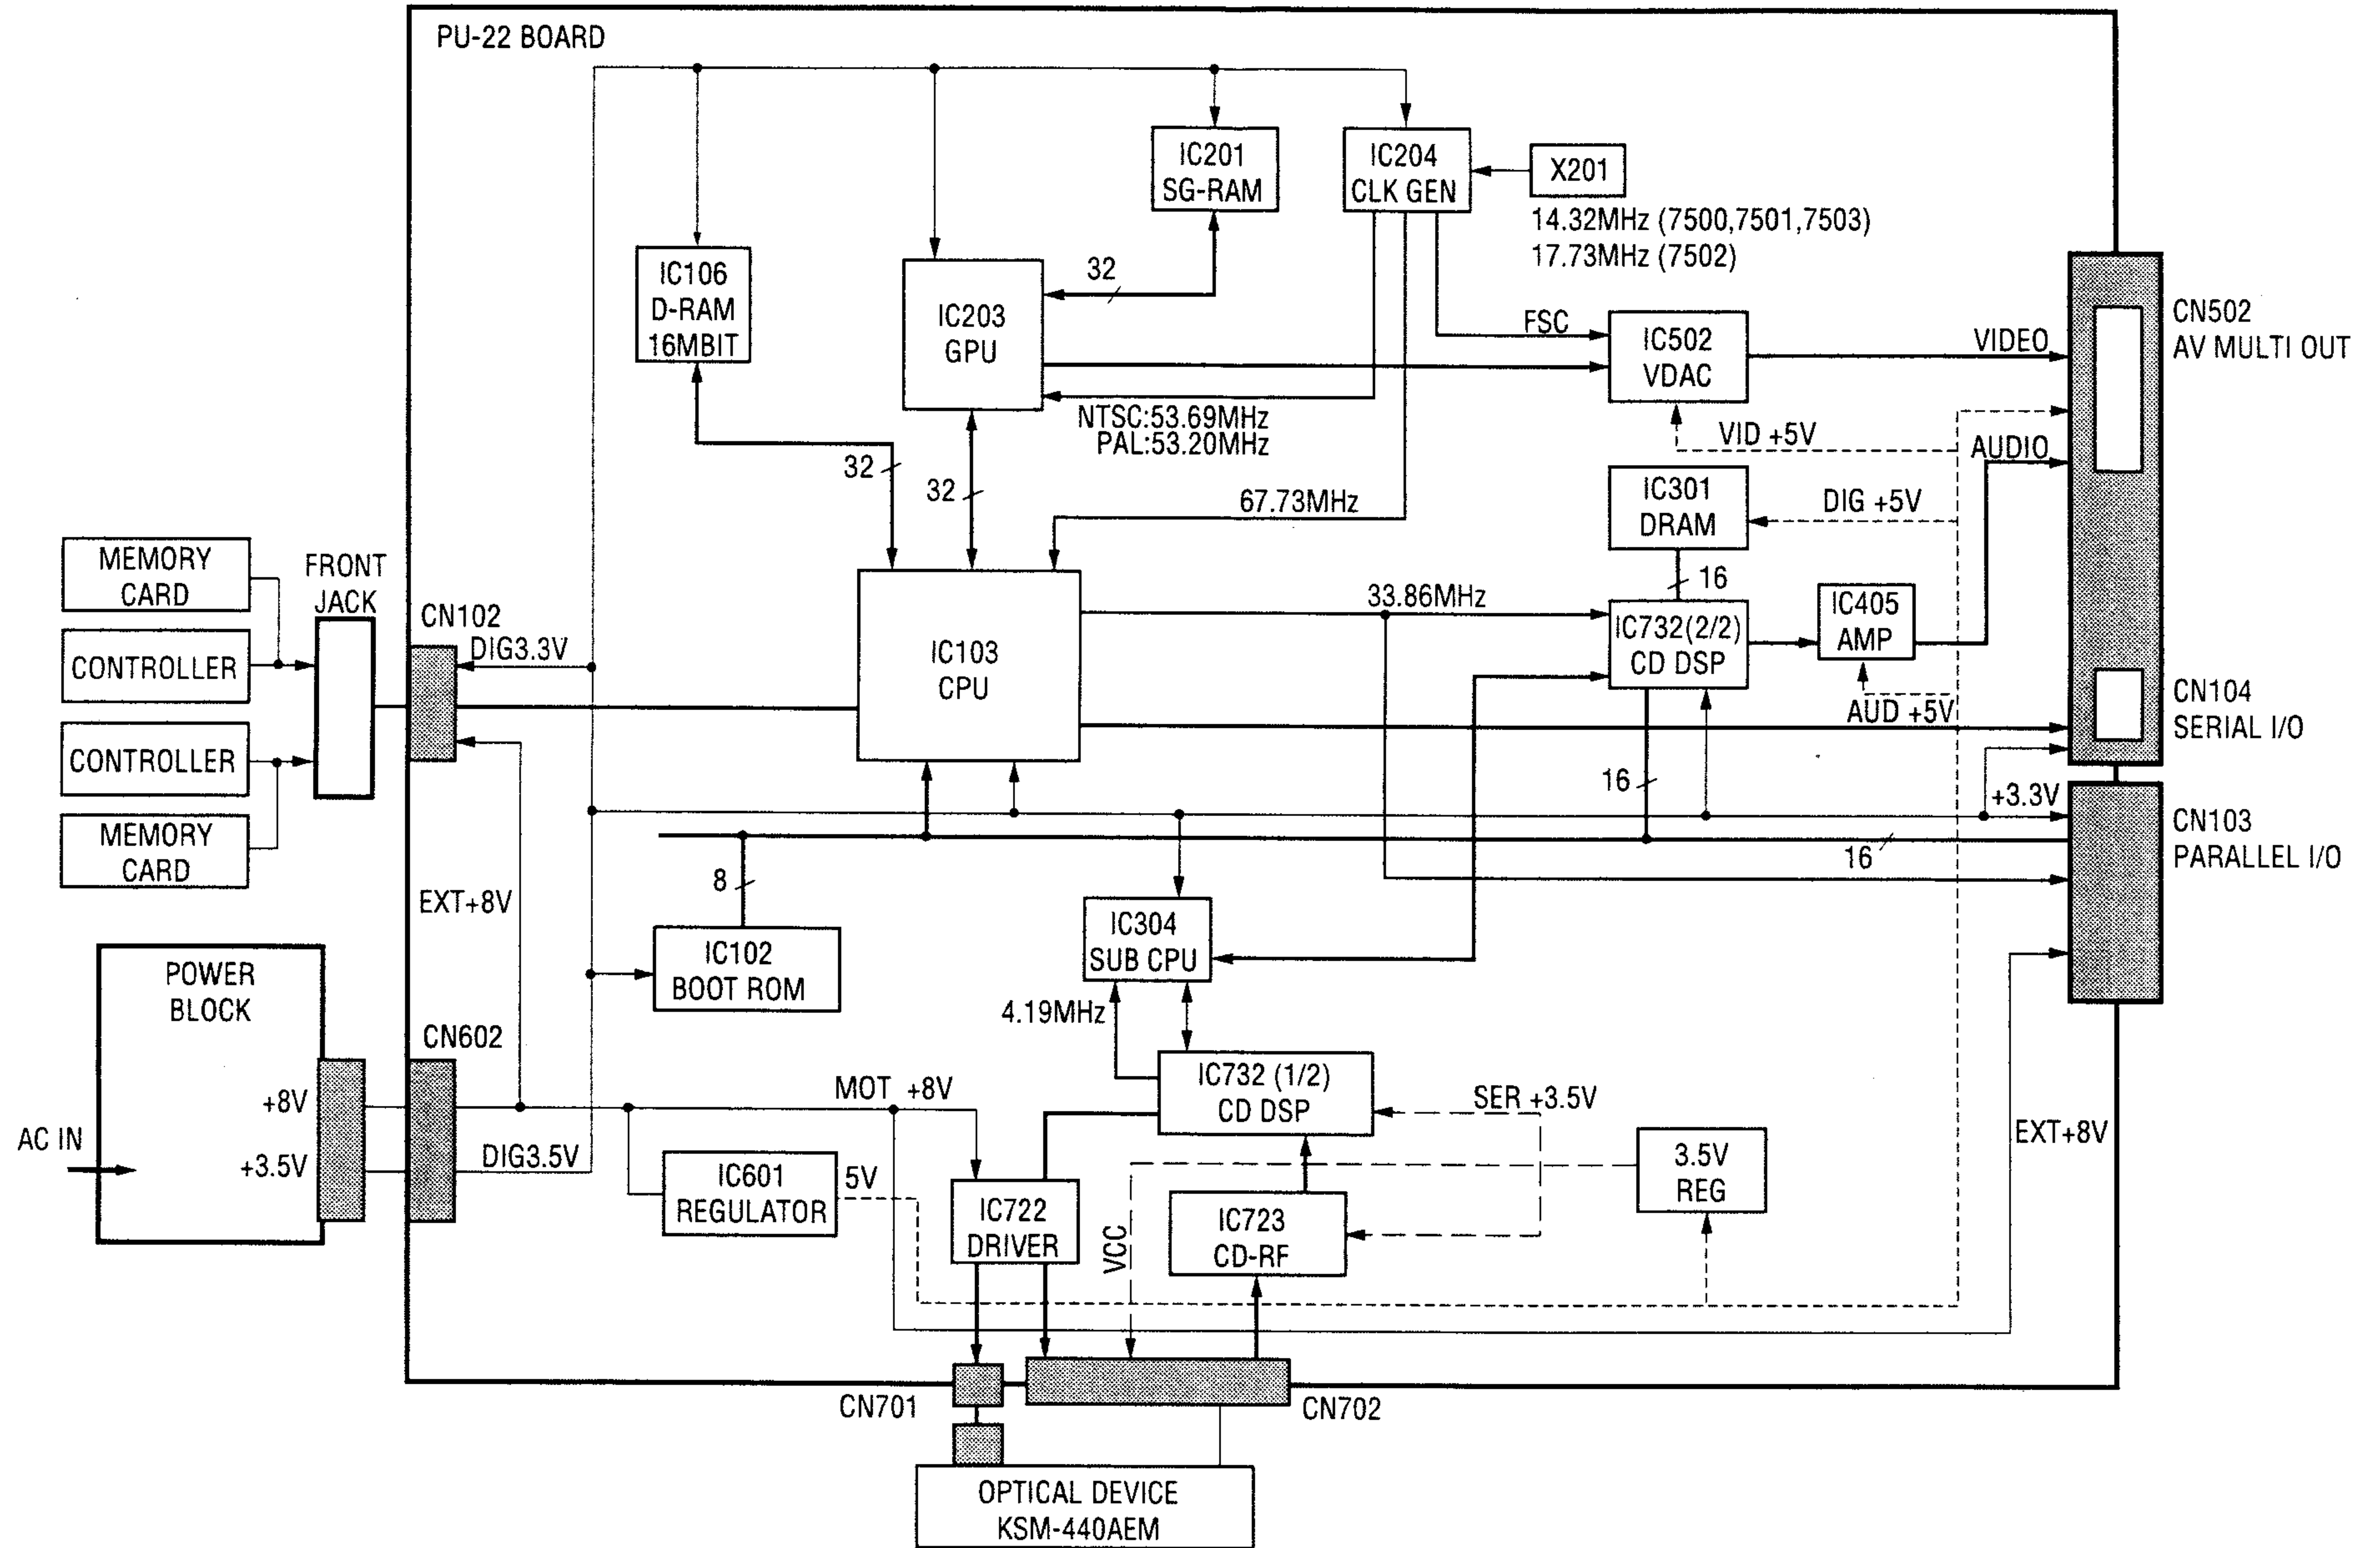 PU-22 BOARD
IC201
SG-RAM
IC204
CLK GEN
X201
14.32MHz (7500,7501,7503)
17.73MHz (7502)
IC106
D-RAM
16MBIT
32
IC203
GPU
FSC
IC502
VDAC
VIDEO
CN502
AV MULTI OUT
NTSC:53.69MHz
PAL:53.20MHz
VID +5V
AUDIO
32
32
67.73MHz
IC301
DRAM
DIG +5V
MEMORY
CARD
FRONT
JACK
CN102
16
33.86MHz
IC405
AMP
IC732(2/2)
CD DSP
CONTROLLER
DIG3.3V
IC103
CPU
CN104
SERIAL I/O
AUD +5V
CONTROLLER
16
+3.3V
CN103
PARALLEL I/O
MEMORY
CARD
16
8
EXT+8V
IC102
BOOT ROM
IC304
SUB CPU
POWER
BLOCK
4.19MHz
CN602
IC732 (1/2)
CD DSP
+8V
MOT +8V
SER +3.5V
AC IN
+3.5V
DIG3.5V
EXT+8V
IC601
REGULATOR
5V
3.5V
REG
IC722
DRIVER
IC723
CD-RF
VCC
CN701
CN702
OPTICAL DEVICE
KSM-440AEM